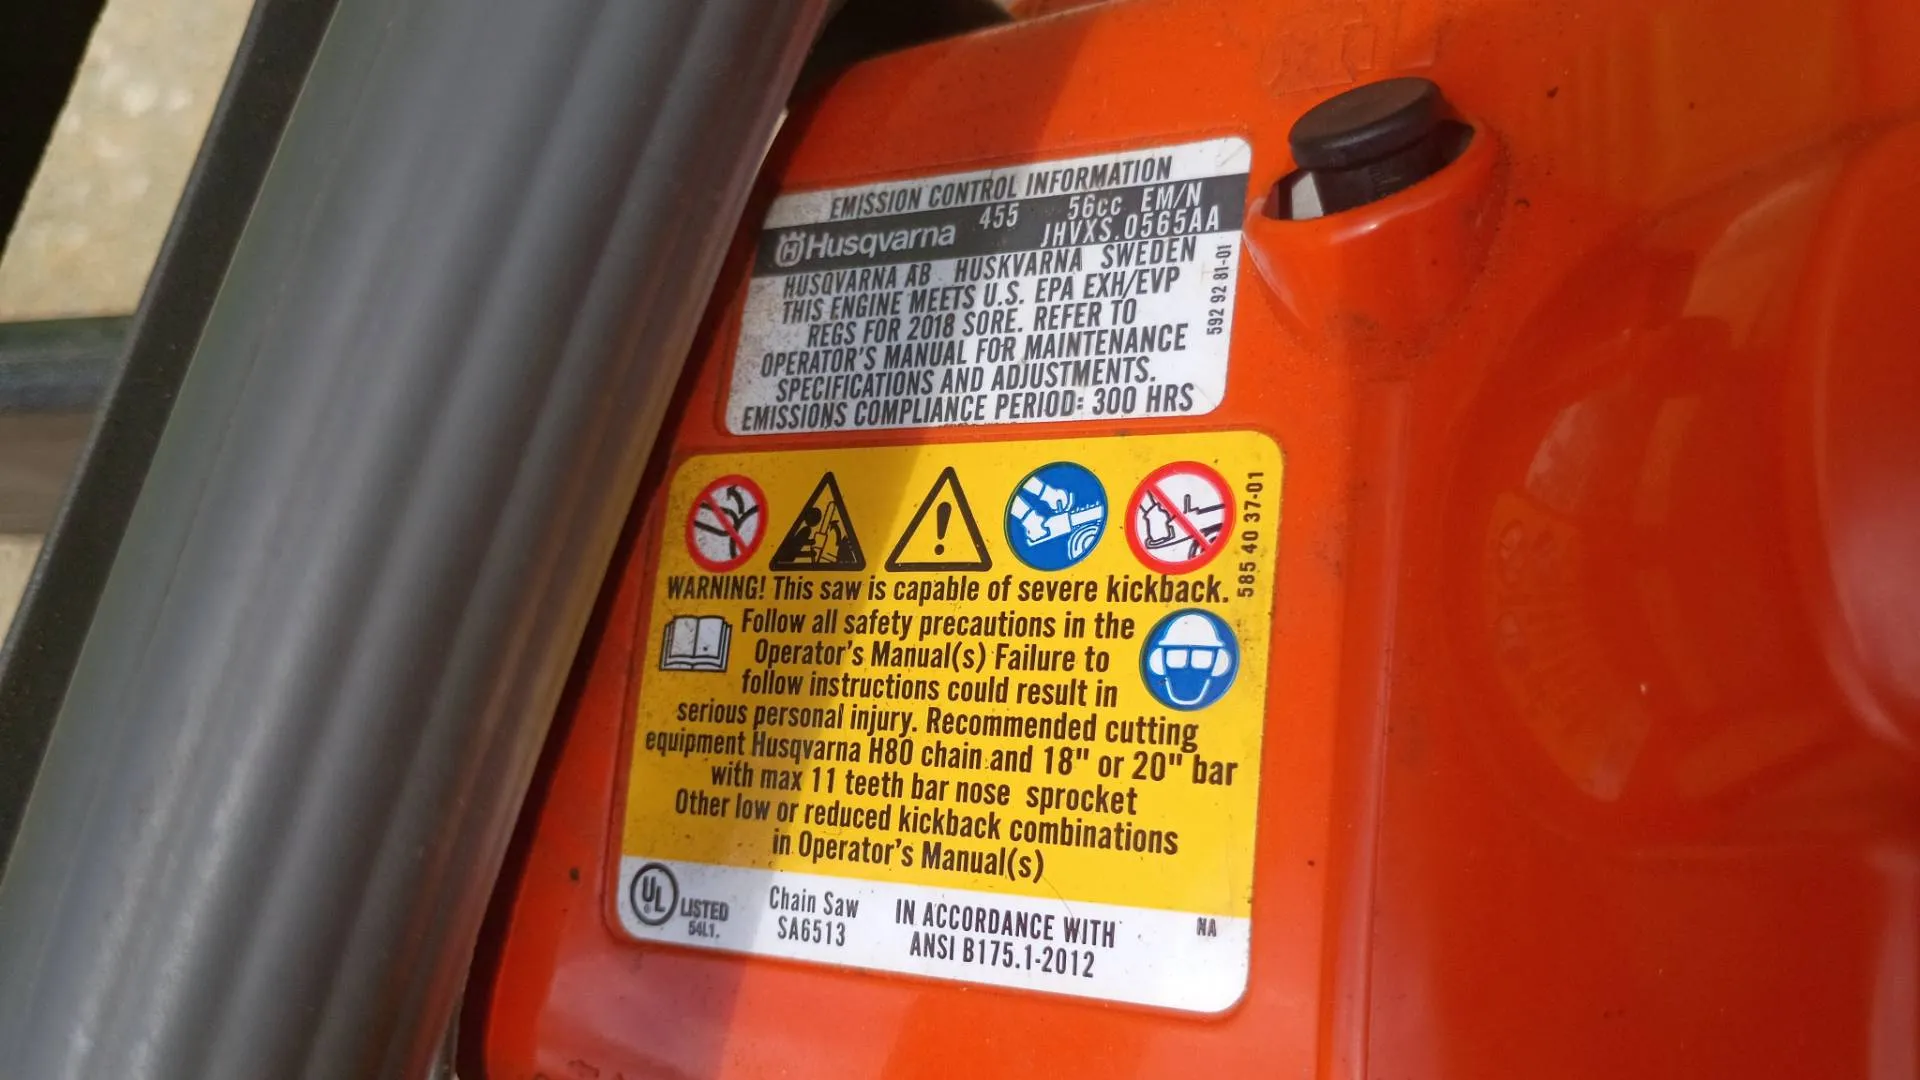 EMISSION CONTROL INFORMATION
Husqvarna 455 56cc EM/N
JHVXS.0565AA
HUSQVARNA AB HUSKVARNA SWEDEN
THIS ENGINE MEETS U.S. EPA EXH/EVP
REGS FOR 2018 SORE. REFER TO
OPERATOR'S MANUAL FOR MAINTENANCE
SPECIFICATIONS AND ADJUSTMENTS.
EMISSIONS COMPLIANCE PERIOD: 300 HRS
592 92 81-01
585 40 37-01
WARNING! This saw is capable of severe kickback.
Follow all safety precautions in the
Operator's Manual(s) Failure to
follow instructions could result in
serious personal injury. Recommended cutting
equipment Husqvarna H80 chain and 18" or 20" bar
with max 11 teeth bar nose sprocket
Other low or reduced kickback combinations
in Operator's Manual(s)
UL LISTED
54L1.
Chain Saw
SA6513
IN ACCORDANCE WITH
ANSI B175.1-2012
NA